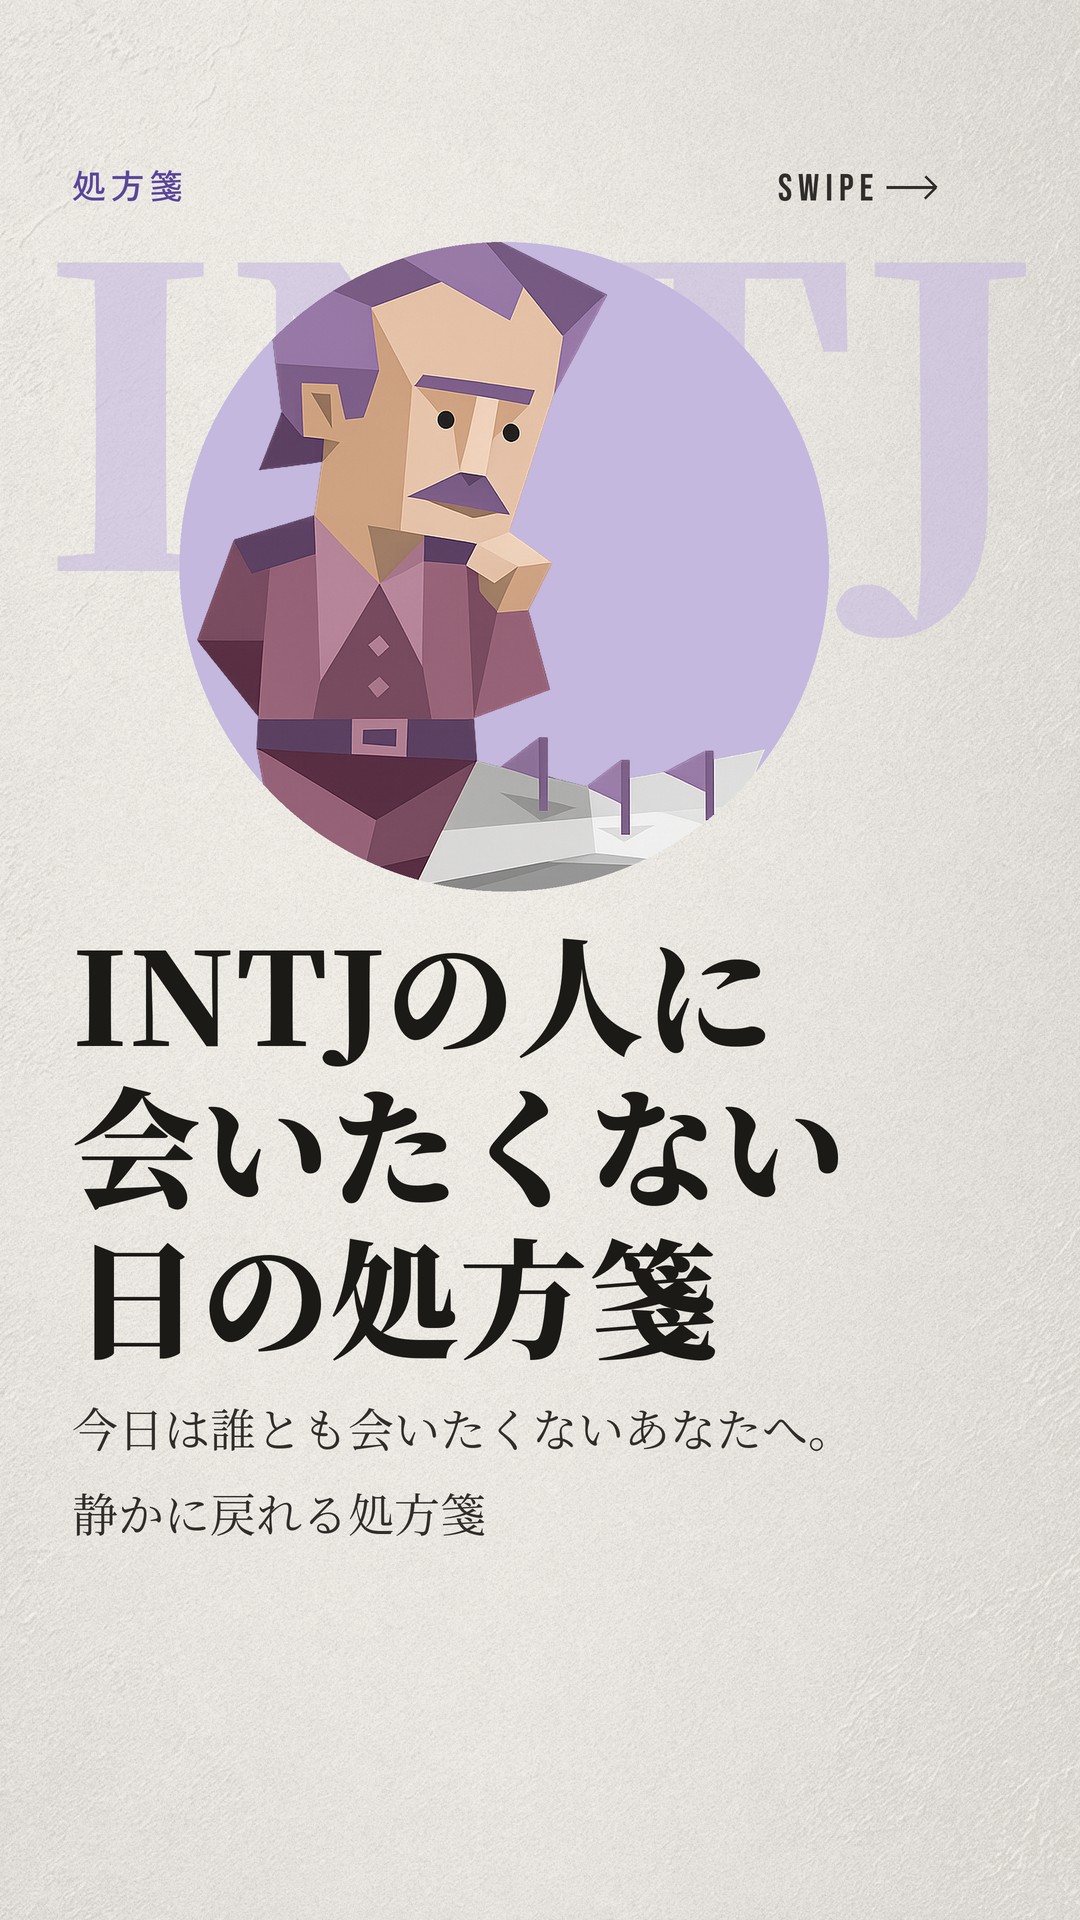 処方箋
SWIPE →
INTJ
INTJの人に
会いたくない
日の処方箋
今日は誰とも会いたくないあなたへ。
静かに戻れる処方箋